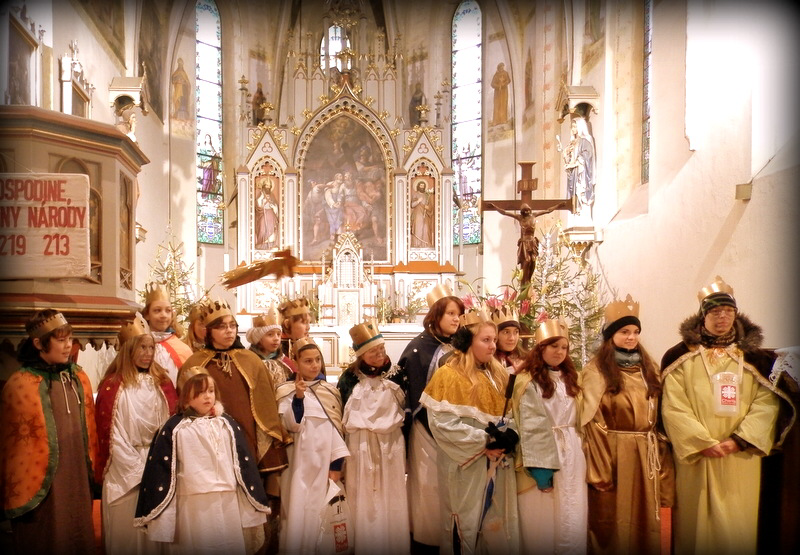 OSPODINE,
NY NÁRODY
219 213